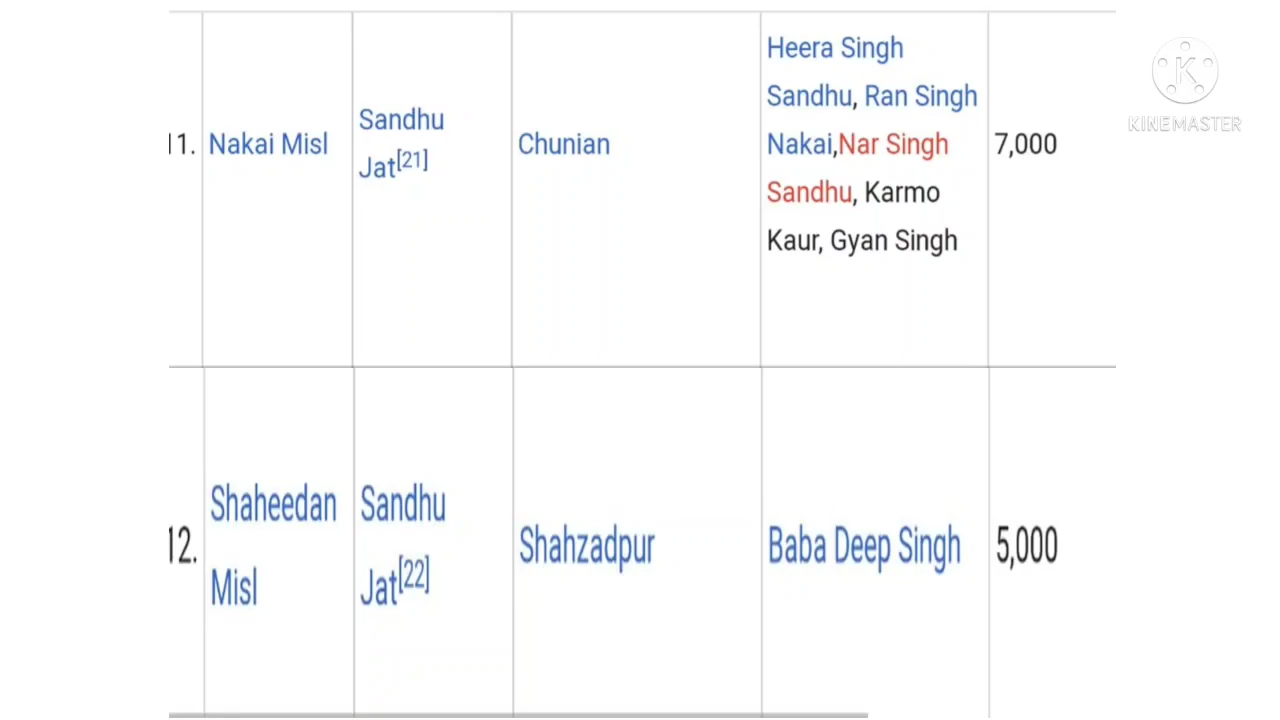 11. Nakai Misl Sandhu Jat[21] Chunian Heera Singh Sandhu, Ran Singh Nakai,Nar Singh Sandhu, Karmo Kaur, Gyan Singh 7,000
12. Shaheedan Misl Sandhu Jat[22] Shahzadpur Baba Deep Singh 5,000
KINEMASTER